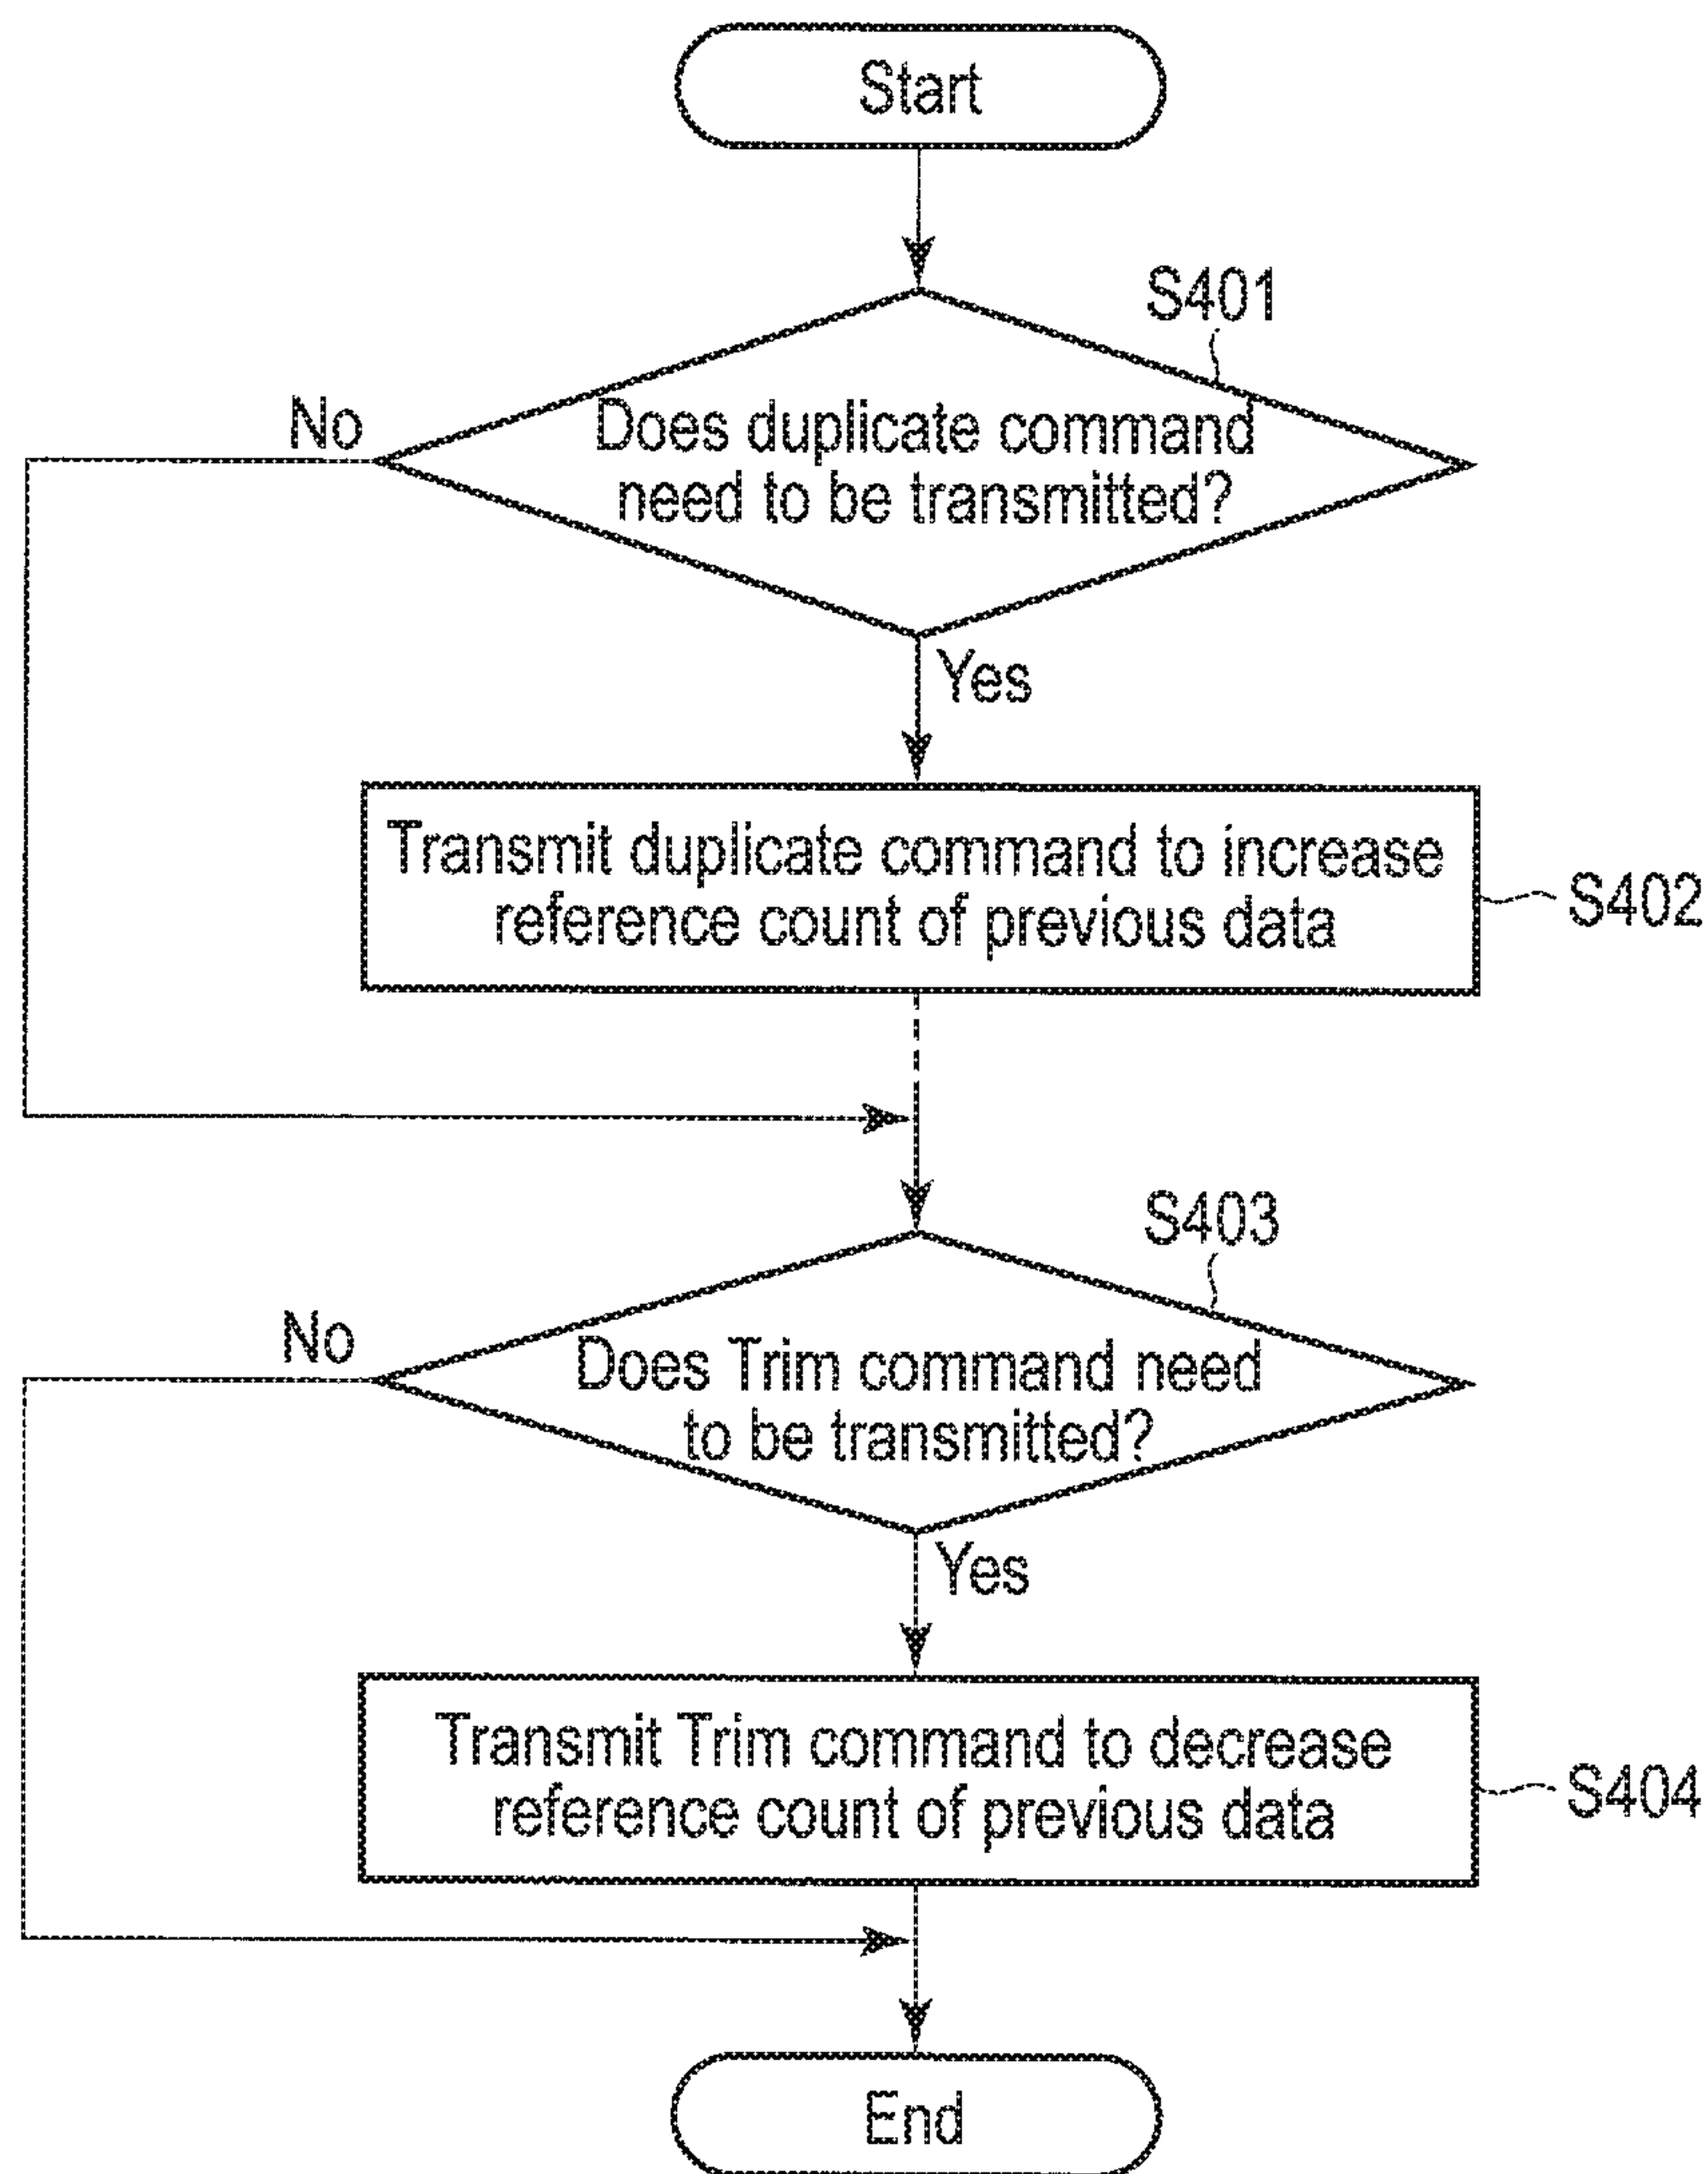 Start
S401
No
Does duplicate command
need to be transmitted?
Yes
Transmit duplicate command to increase
reference count of previous data
S402
S403
No
Does Trim command need
to be transmitted?
Yes
Transmit Trim command to decrease
reference count of previous data
S404
End